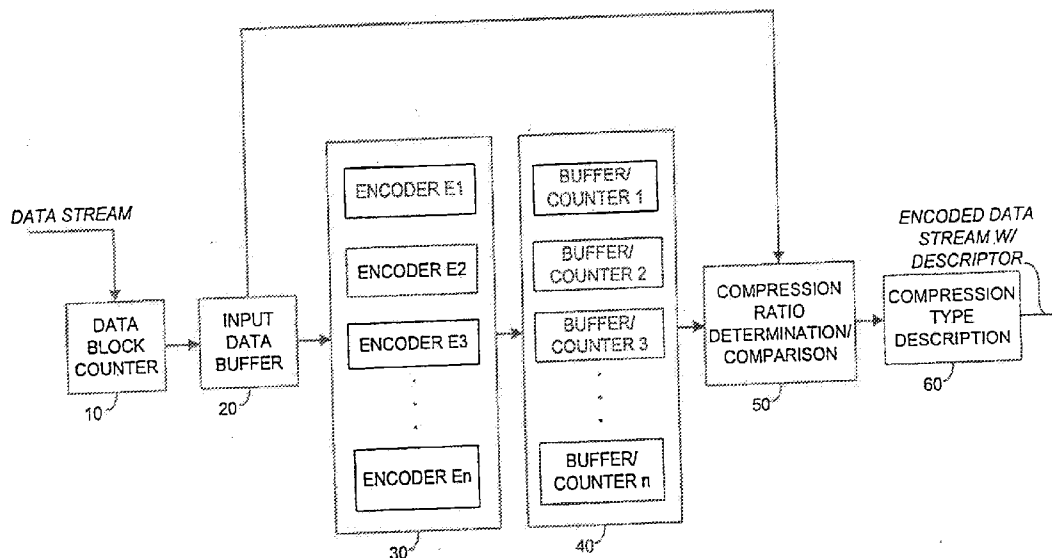 DATA STREAM
DATA
BLOCK
COUNTER
10
INPUT
DATA
BUFFER
20
ENCODER E1
ENCODER E2
ENCODER E3
ENCODER En
30
BUFFER/
COUNTER 1
BUFFER/
COUNTER 2
BUFFER/
COUNTER 3
BUFFER/
COUNTER n
40
COMPRESSION
RATIO
DETERMINATION/
COMPARISON
50
ENCODED DATA
STREAM W/
DESCRIPTOR
COMPRESSION
TYPE
DESCRIPTION
60